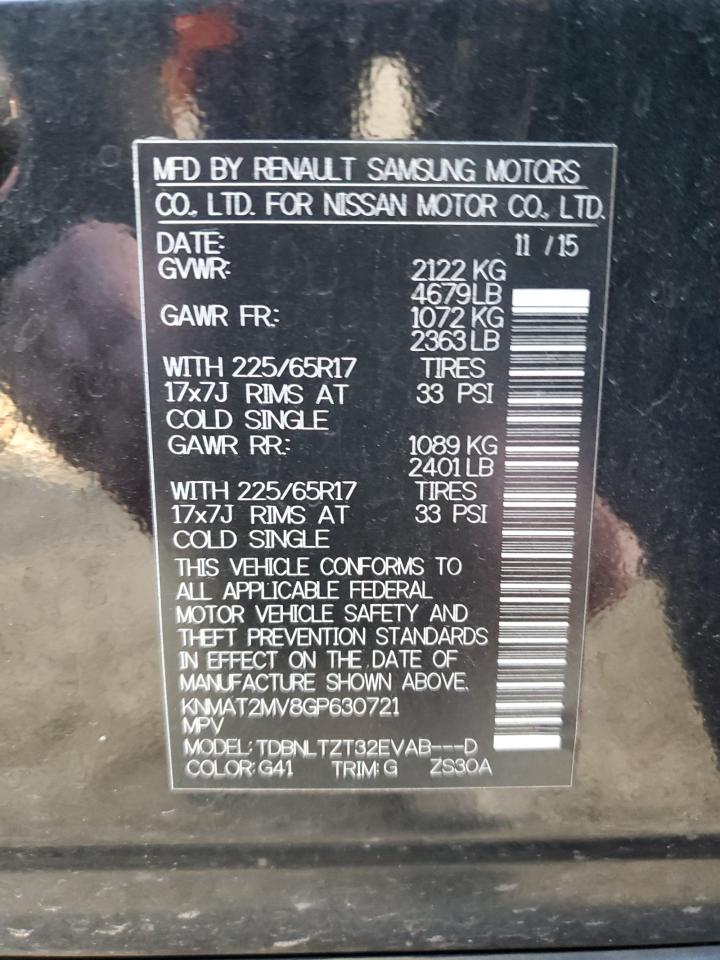 MFD BY RENAULT SAMSUNG MOTORS
CO., LTD. FOR NISSAN MOTOR CO., LTD.
DATE: 11 / 15
GVWR: 2122 KG
4679 LB
GAWR FR.: 1072 KG
2363 LB
WITH 225/65R17 TIRES
17x7J RIMS AT 33 PSI
COLD SINGLE
GAWR RR.: 1089 KG
2401 LB
WITH 225/65R17 TIRES
17x7J RIMS AT 33 PSI
COLD SINGLE
THIS VEHICLE CONFORMS TO
ALL APPLICABLE FEDERAL
MOTOR VEHICLE SAFETY AND
THEFT PREVENTION STANDARDS
IN EFFECT ON THE DATE OF
MANUFACTURE SHOWN ABOVE.
KNMAT2MV8GP630721
MPV
MODEL: TDBNLTZT32EVAB---D
COLOR: G41 TRIM: G ZS30A